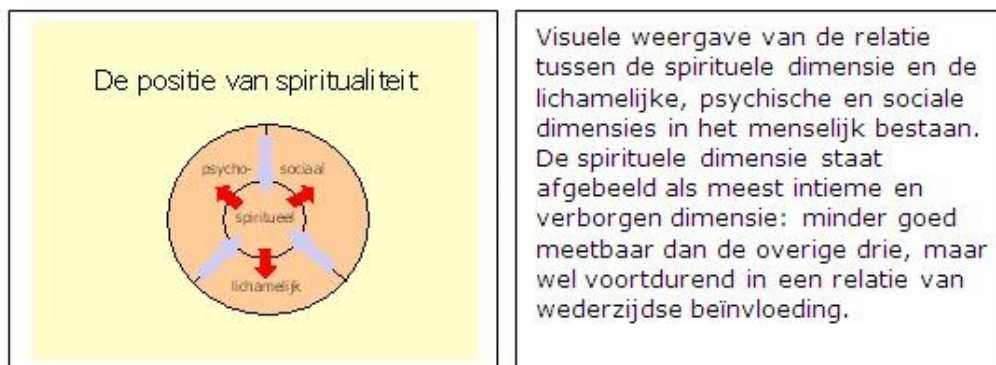 De positie van spiritualiteit
psycho-
sociaal
spiritueel
lichamelijk
Visuele weergave van de relatie
tussen de spirituele dimensie en de
lichamelijke, psychische en sociale
dimensies in het menselijk bestaan.
De spirituele dimensie staat
afgebeeld als meest intieme en
verborgen dimensie: minder goed
meetbaar dan de overige drie, maar
wel voortdurend in een relatie van
wederzijdse beïnvloeding.